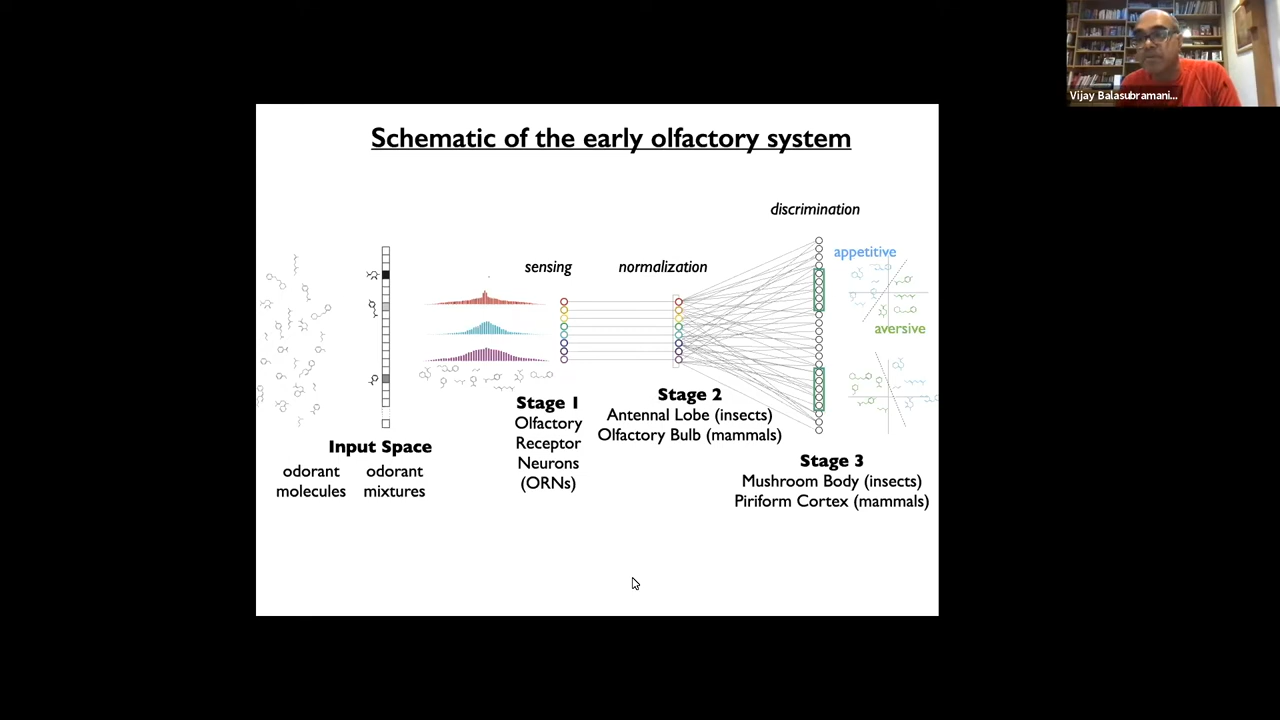 Vijay Balasubramani...
Schematic of the early olfactory system
discrimination
appetitive
sensing
normalization
aversive
Stage 1
Olfactory
Receptor
Neurons
(ORNs)
Stage 2
Antennal Lobe (insects)
Olfactory Bulb (mammals)
Input Space
odorant
molecules
odorant
mixtures
Stage 3
Mushroom Body (insects)
Piriform Cortex (mammals)